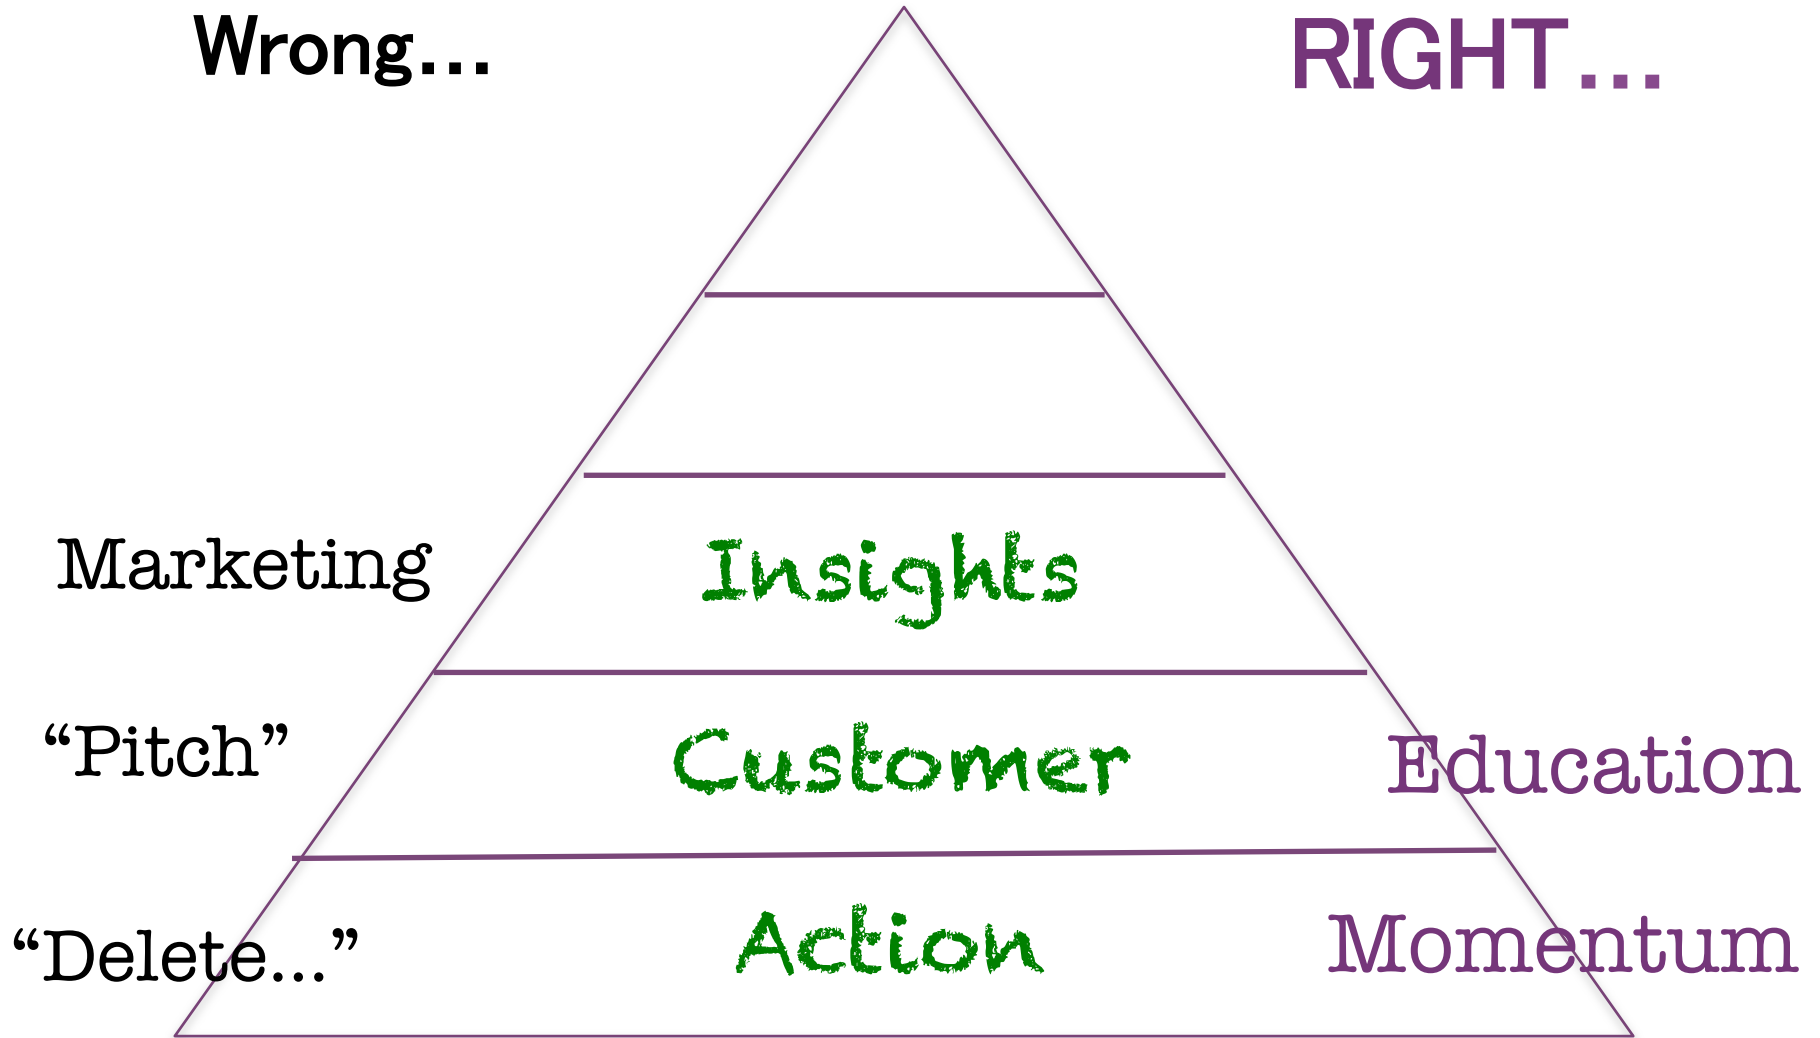 Wrong...
RIGHT...
Marketing
Insights
“Pitch”
Customer
Education
“Delete...”
Action
Momentum